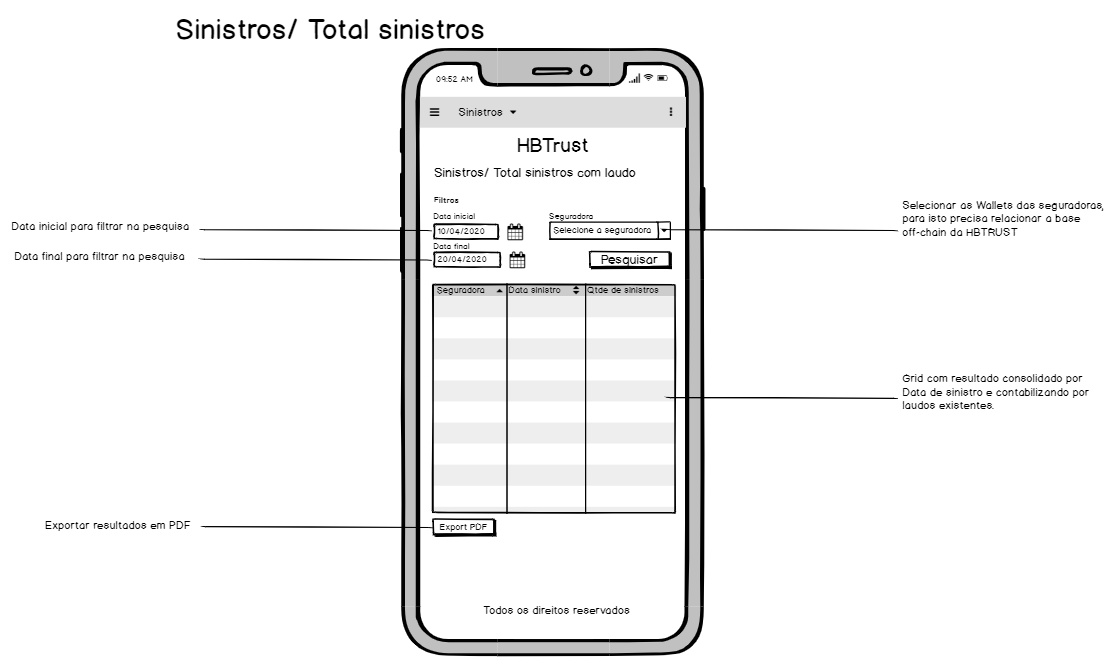 Sinistros/ Total sinistros
09:52 AM
Sinistros
HBTrust
Sinistros/ Total sinistros com laudo
Filtros
Data inicial
Seguradora
10/04/2020
Selecione a seguradora
Data final
20/04/2020
Pesquisar
Seguradora
Data sinistro
Qtde de sinistros
Export PDF
Todos os direitos reservados
Data inicial para filtrar na pesquisa
Data final para filtrar na pesquisa
Exportar resultados em PDF
Selecionar as Wallets das seguradoras,
para isto precisa relacionar a base
off-chain da HBTRUST
Grid com resultado consolidado por
Data de sinistro e contabilizando por
laudos existentes.